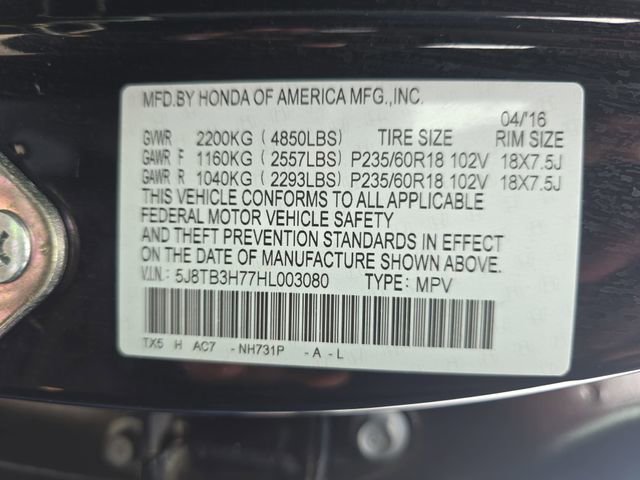 MFD.BY HONDA OF AMERICA MFG.,INC.
04/'16
GVWR 2200KG ( 4850LBS) TIRE SIZE RIM SIZE
GAWR F 1160KG ( 2557LBS) P235/60R18 102V 18X7.5J
GAWR R 1040KG ( 2293LBS) P235/60R18 102V 18X7.5J
THIS VEHICLE CONFORMS TO ALL APPLICABLE
FEDERAL MOTOR VEHICLE SAFETY
AND THEFT PREVENTION STANDARDS IN EFFECT
ON THE DATE OF MANUFACTURE SHOWN ABOVE.
V.I.N.: 5J8TB3H77HL003080 TYPE: MPV
TX5 H AC7 - NH731P - A - L